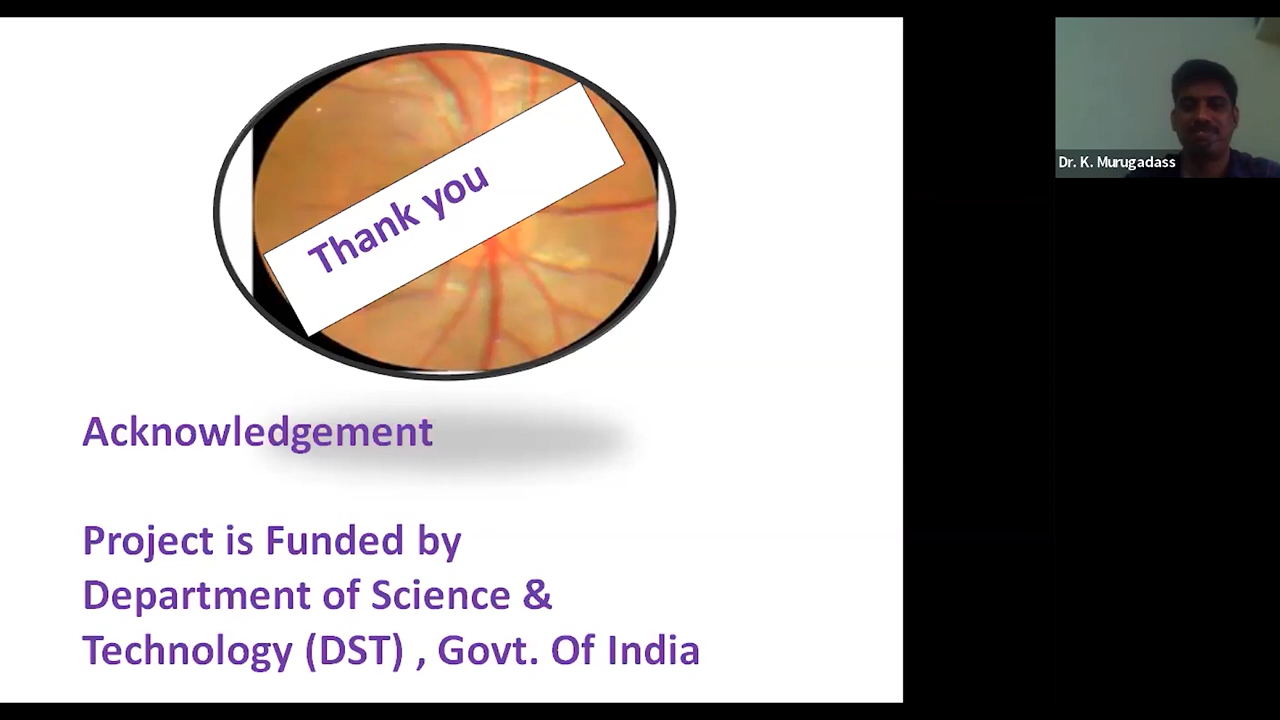 Thank you
Dr. K. Murugadass
Acknowledgement
Project is Funded by
Department of Science &
Technology (DST) , Govt. Of India